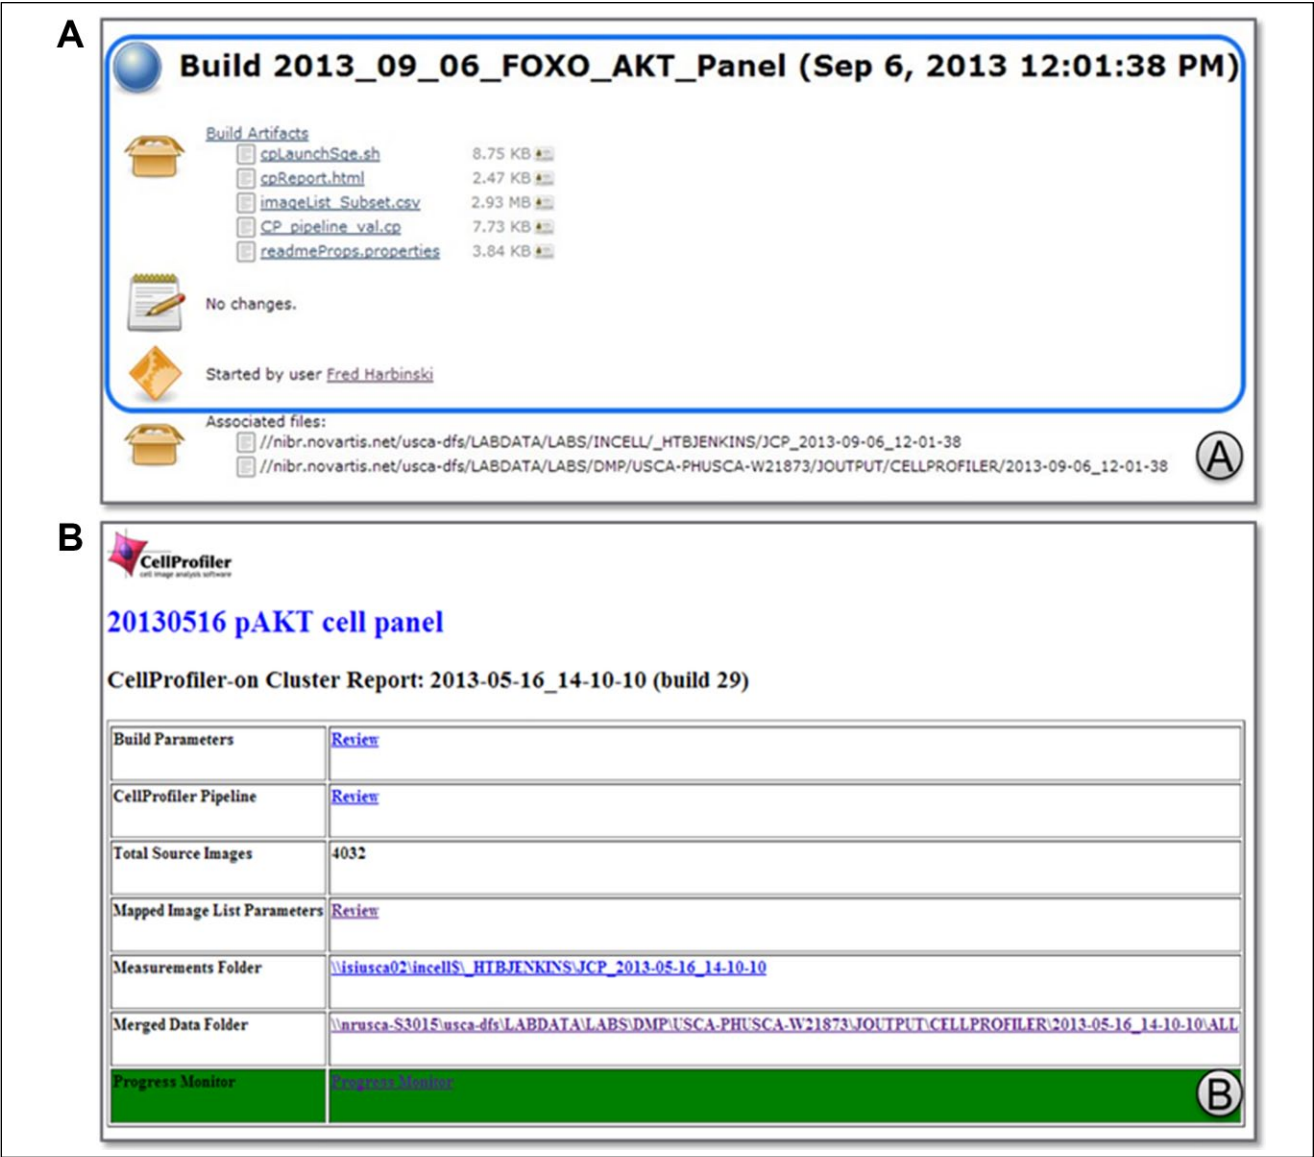 A
Build 2013_09_06_FOXO_AKT_Panel (Sep 6, 2013 12:01:38 PM)
Build Artifacts
cpLaunchSge.sh 8.75 KB
cpReport.html 2.47 KB
imageList_Subset.csv 2.93 MB
CP_pipeline_val.cp 7.73 KB
readmeProps.properties 3.84 KB
No changes.
Started by user Fred Harbinski
Associated files:
//nibr.novartis.net/usca-dfs/LABDATA/LABS/INCELL/_HTBJENKINS/JCP_2013-09-06_12-01-38
//nibr.novartis.net/usca-dfs/LABDATA/LABS/DMP/USCA-PHUSCA-W21873/JOUTPUT/CELLPROFILER/2013-09-06_12-01-38
A
B
CellProfiler
cell image analysis software
20130516 pAKT cell panel
CellProfiler-on Cluster Report: 2013-05-16_14-10-10 (build 29)
Build Parameters Review
CellProfiler Pipeline Review
Total Source Images 4032
Mapped Image List Parameters Review
Measurements Folder \\isiusca02\incell$\_HTBJENKINS\JCP_2013-05-16_14-10-10
Merged Data Folder \\nrusca-S3015\usca-dfs\LABDATA\LABS\DMP\USCA-PHUSCA-W21873\JOUTPUT\CELLPROFILER\2013-05-16_14-10-10\ALL
Progress Monitor Progress Monitor
B